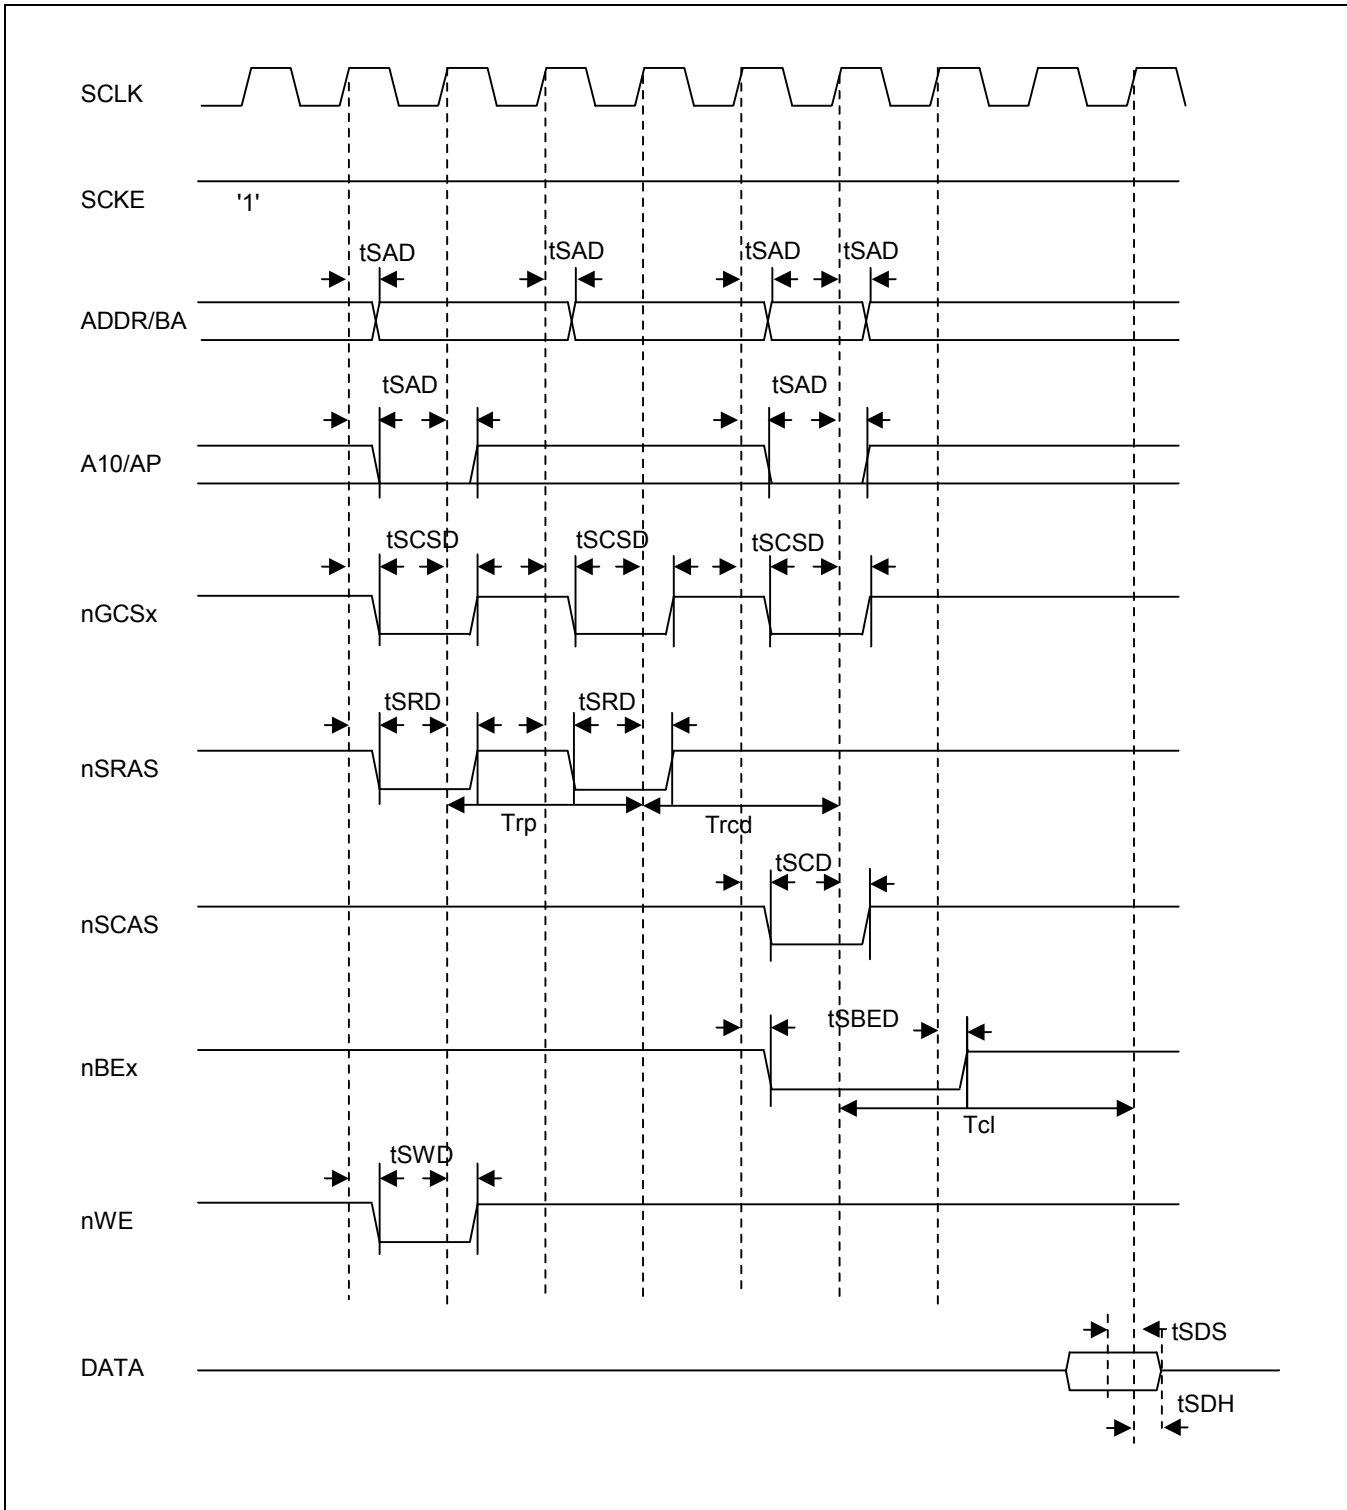 SCLK
SCKE '1'
tSAD tSAD tSAD tSAD
ADDR/BA
tSAD tSAD
A10/AP
tSCSD tSCSD tSCSD
nGCSx
tSRD tSRD
nSRAS
Trp Trcd
tSCD
nSCAS
tSBED
nBEx
Tcl
tSWD
nWE
tSDS
DATA
tSDH